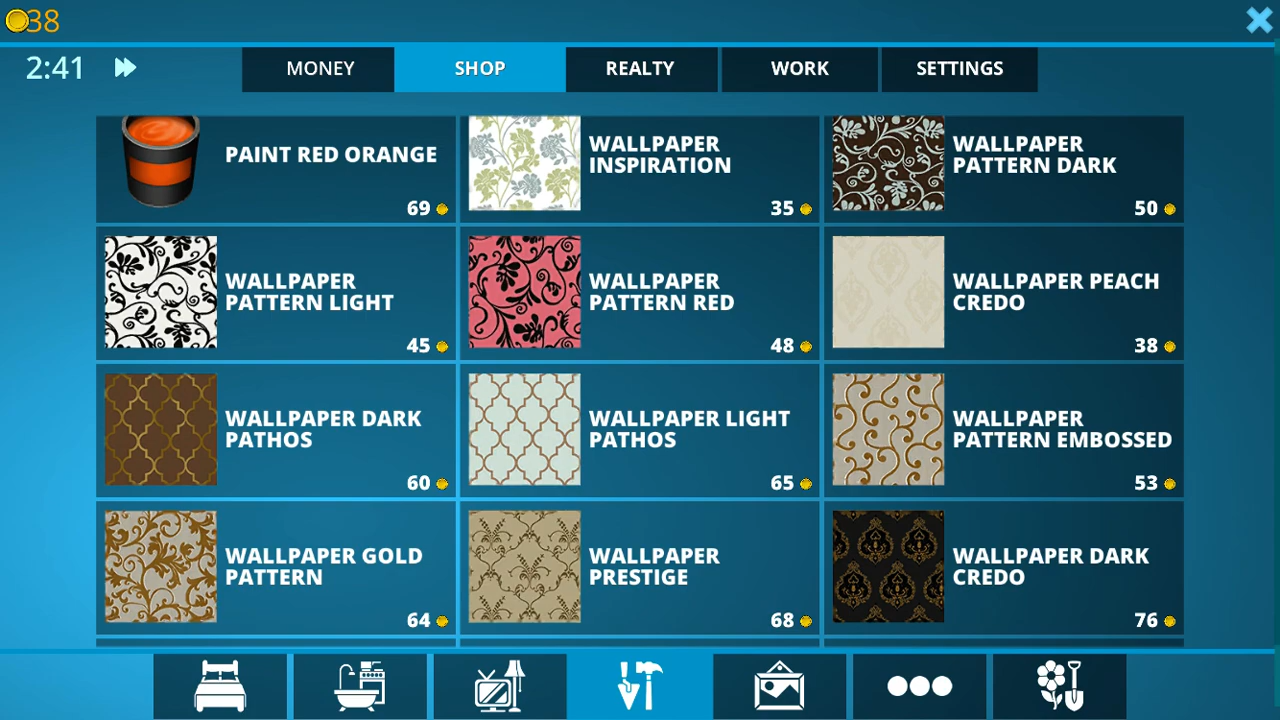 38
2:41
MONEY
SHOP
REALTY
WORK
SETTINGS
PAINT RED ORANGE
69
WALLPAPER
INSPIRATION
35
WALLPAPER
PATTERN DARK
50
WALLPAPER
PATTERN LIGHT
45
WALLPAPER
PATTERN RED
48
WALLPAPER PEACH
CREDO
38
WALLPAPER DARK
PATHOS
60
WALLPAPER LIGHT
PATHOS
65
WALLPAPER
PATTERN EMBOSSED
53
WALLPAPER GOLD
PATTERN
64
WALLPAPER
PRESTIGE
68
WALLPAPER DARK
CREDO
76